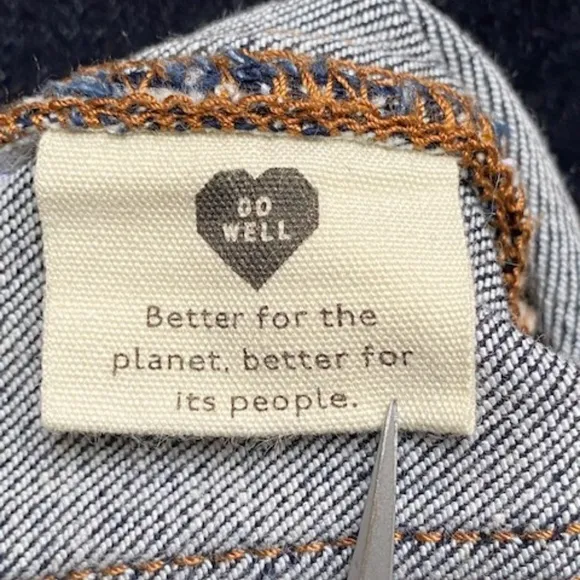 DO
WELL
Better for the
planet, better for
its people.